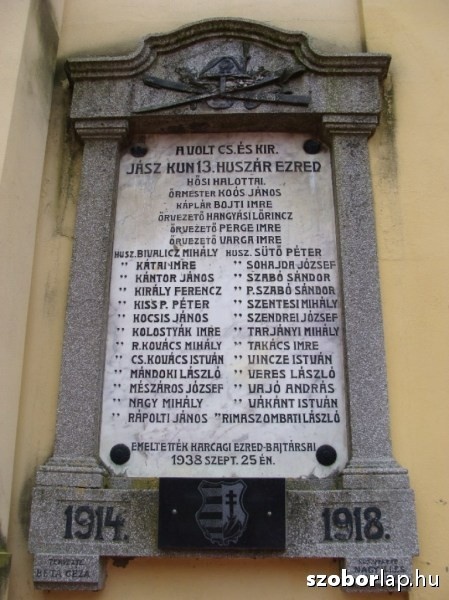 A VOLT CS. ÉS KIR.
JÁSZ KUN 13. HUSZÁR EZRED
HŐSI HALOTTAI.
ŐRMESTER KOÓS JÁNOS
KÁPLÁR BOJTI IMRE
ŐRVEZETŐ HANGYÁSI LŐRINCZ
ŐRVEZETŐ PERGE IMRE
ŐRVEZETŐ VARGA IMRE
HUSZ. BIVALICZ MIHÁLY HUSZ. SÜTŐ PÉTER
" KÁTAI IMRE " SOHAJDA JÓZSEF
" KÁNTOR JÁNOS " SZABÓ SÁNDOR
" KIRÁLY FERENCZ " P. SZABÓ SÁNDOR
" KISS P. PÉTER " SZENTESI MIHÁLY
" KOCSIS JÁNOS " SZENDREI JÓZSEF
" KOLOSTYÁK IMRE " TARJÁNYI MIHÁLY
" R. KOVÁCS MIHÁLY " TAKÁCS IMRE
" CS. KOVÁCS ISTVÁN " VINCZE ISTVÁN
" MÁNDOKI LÁSZLÓ " VERES LÁSZLÓ
" MÉSZÁROS JÓZSEF " VAJÓ ANDRÁS
" NAGY MIHÁLY " VÁKÁNT ISTVÁN
" RÁPOLTI JÁNOS " RIMASZOMBATI LÁSZLÓ
EMELTETTÉK KARCAGI EZRED-BAJTÁRSAI
1938 SZEPT. 25 ÉN.
1914. 1918.
TERVEZTE
BÉTA GÉZA
szoborlap.hu